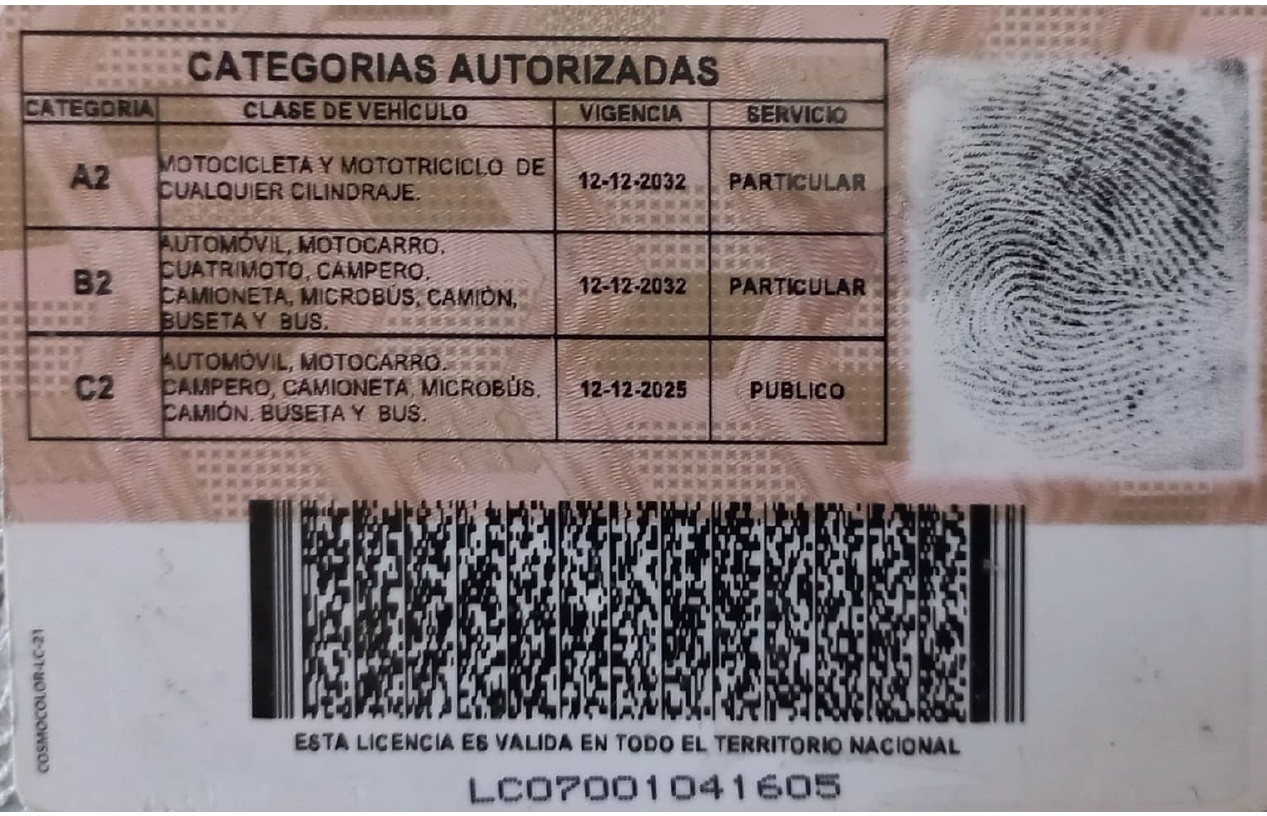 CATEGORIAS AUTORIZADAS
CATEGORIA CLASE DE VEHÍCULO VIGENCIA SERVICIO
A2 MOTOCICLETA Y MOTOTRICICLO DE
CUALQUIER CILINDRAJE. 12-12-2032 PARTICULAR
B2 AUTOMÓVIL, MOTOCARRO,
CUATRIMOTO, CAMPERO,
CAMIONETA, MICROBÚS, CAMIÓN,
BUSETA Y BUS. 12-12-2032 PARTICULAR
C2 AUTOMÓVIL, MOTOCARRO,
CAMPERO, CAMIONETA, MICROBÚS,
CAMIÓN, BUSETA Y BUS. 12-12-2025 PUBLICO
COSMOCOLOR-LC-21
ESTA LICENCIA ES VALIDA EN TODO EL TERRITORIO NACIONAL
LC07001041605